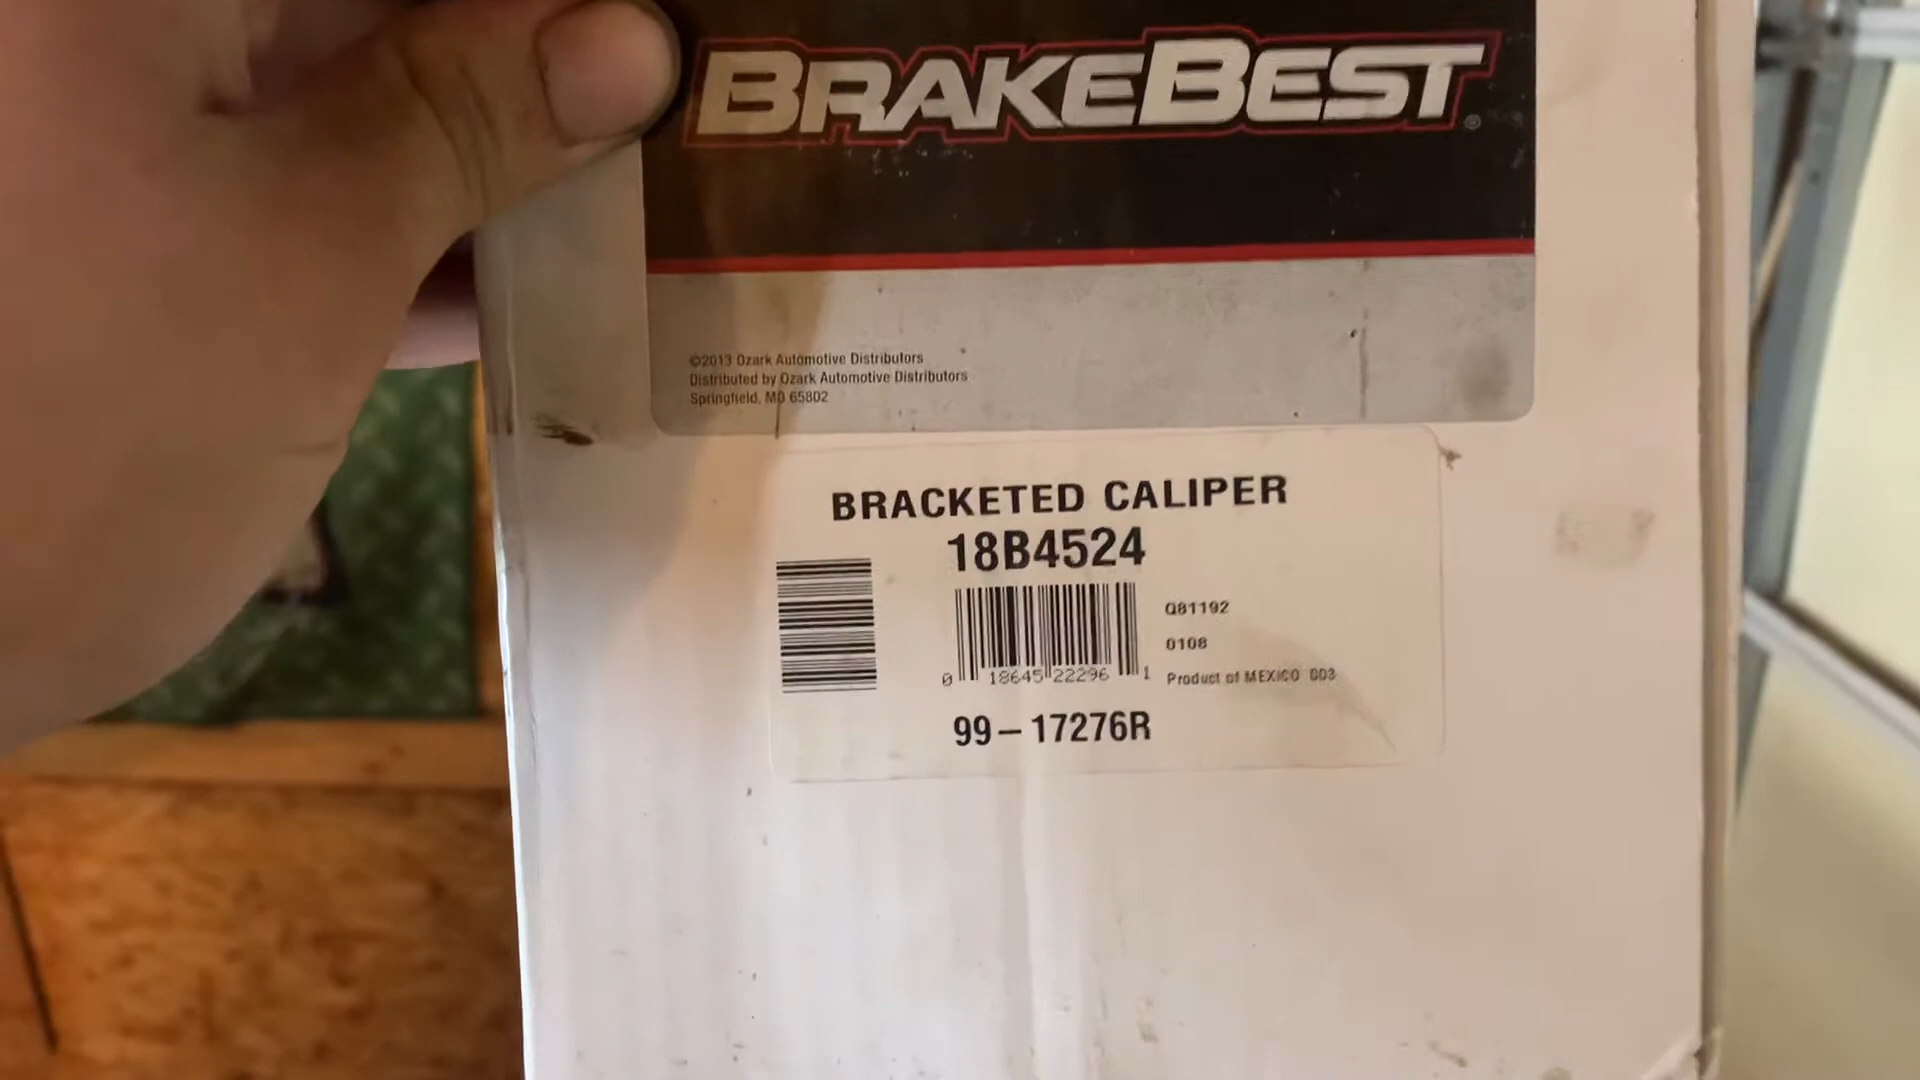 BRAKEBEST®
©2013 Ozark Automotive Distributors
Distributed by Ozark Automotive Distributors
Springfield, MO 65802
BRACKETED CALIPER
18B4524
Q81192
0108
0 18645 22296 1
Product of MEXICO 003
99-17276R